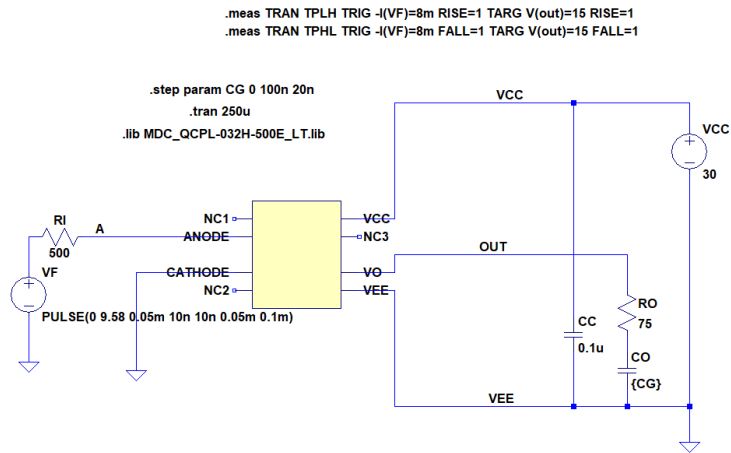 .meas TRAN TPLH TRIG -I(VF)=8m RISE=1 TARG V(out)=15 RISE=1
.meas TRAN TPHL TRIG -I(VF)=8m FALL=1 TARG V(out)=15 FALL=1
.step param CG 0 100n 20n
.tran 250u
.lib MDC_QCPL-032H-500E_LT.lib
VCC
VCC
30
RI
500
A
NC1
ANODE
CATHODE
NC2
VCC
NC3
VO
VEE
OUT
VF
PULSE(0 9.58 0.05m 10n 10n 0.05m 0.1m)
RO
75
CC
0.1u
CO
{CG}
VEE